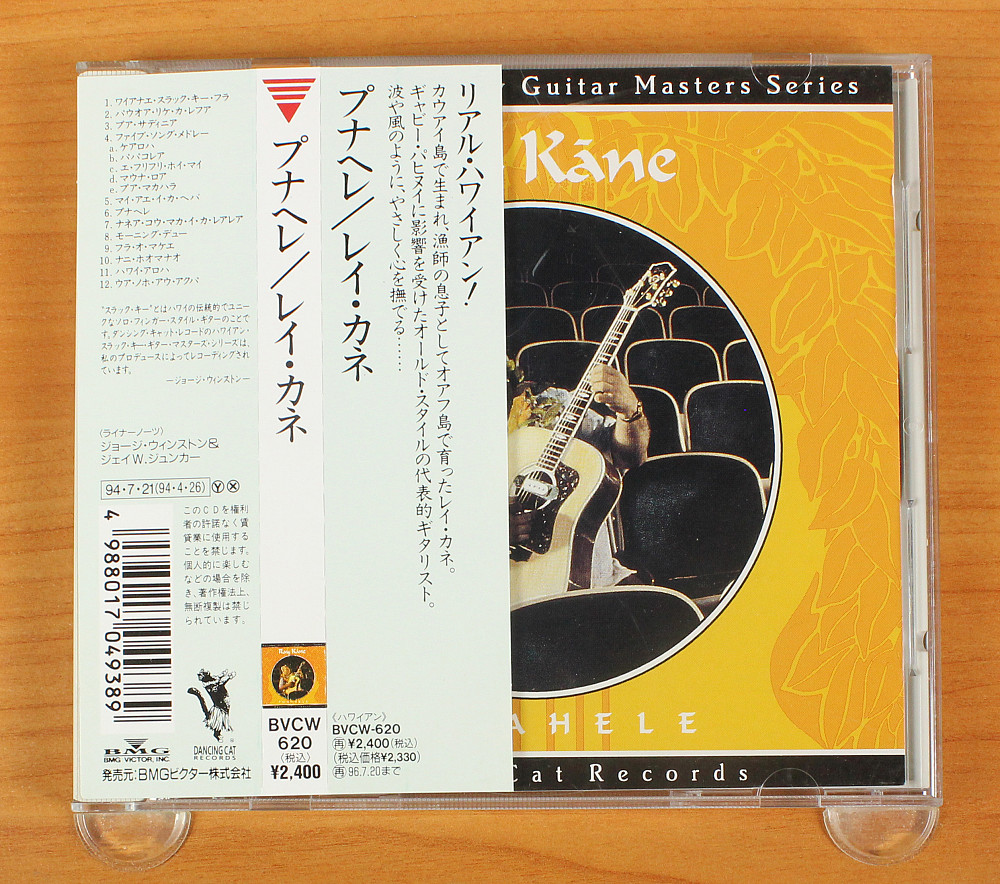 1. ワイアナエ・スラック・キー・フラ
2. パウオア・リケ・カ・レフア
3. プア・サディニア
4. ファイブ・ソング・メドレー
a. ケアロハ
b. パパコレア
c. エ・フリフリ・ホイ・マイ
d. マウナ・ロア
e. プア・マカハラ
5. マイ・アエ・イ・カ・ヘパ
6. プナヘレ
7. ナネア・コウ・マカ・イ・カ・レアレア
8. モーニング・デュー
9. フラ・オ・マケエ
10. ナニ・ホオマナオ
11. ハワイ・アロハ
12. ウア・ノホ・アウ・アクパ
"スラック・キー"とはハワイの伝統的でユニー
クなソロ・フィンガー・スタイル・ギターのことで
す。ダンシング・キャット・レコードのハワイアン・
スラック・キー・ギター・マスターズ・シリーズは、
私のプロデュースによってレコーディングされ
ています。
―ジョージ・ウィンストン―
〈ライナーノーツ〉
ジョージ・ウィンストン&
ジェイW.ジュンカー
94・7・21(94・4・26) Ⓨ Ⓧ
このCDを権利
者の許諾なく賃
貸業に使用する
ことを禁じます。
個人的に楽しむ
などの場合を除
き、著作権法上、
無断複製は禁じ
られています。
4 988017 049389
BMG
BMG VICTOR, INC.
DANCING CAT
RECORDS
発売元:BMGビクター株式会社
プナヘレ/レイ・カネ
Ray Kāne
BVCW
620
(税込)
¥2,400
プナヘレ/レイ・カネ
リアル・ハワイアン!
カウアイ島で生まれ、漁師の息子としてオアフ島で育ったレイ・カネ。
ギャビー・パヒヌイに影響を受けたオールド・スタイルの代表的ギタリスト。
波や風のように、やさしく心を撫でる……
《ハワイアン》
BVCW-620
再¥2,400(税込)
(税込価格¥2,330)
再96.7.20まで
y Guitar Masters Series
Kāne
AHELE
Cat Records